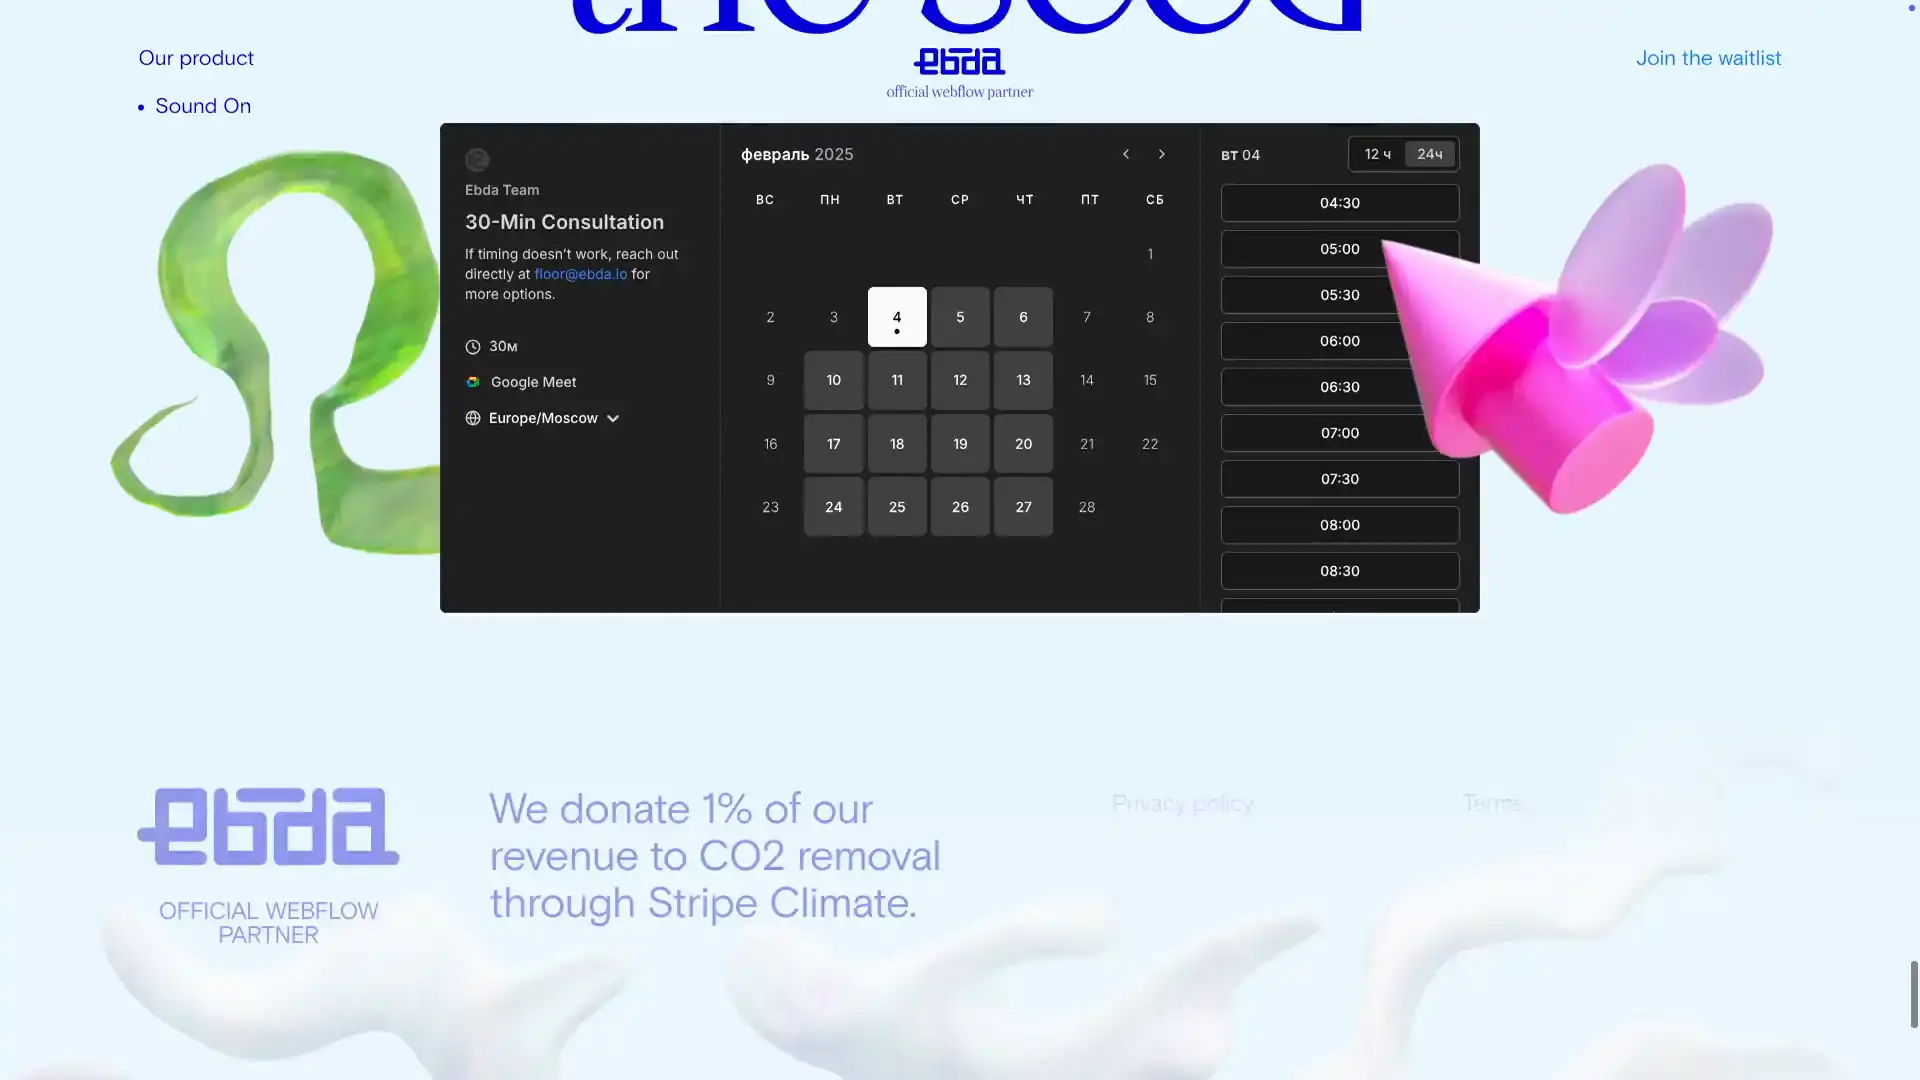 the seed
Our product
ebda
Join the waitlist
official webflow partner
• Sound On
Ebda Team
30-Min Consultation
If timing doesn't work, reach out
directly at floor@ebda.io for
more options.
30м
Google Meet
Europe/Moscow
февраль 2025
ВС ПН ВТ СР ЧТ ПТ СБ
1
2 3 4 5 6 7 8
9 10 11 12 13 14 15
16 17 18 19 20 21 22
23 24 25 26 27 28
вт 04
12 ч 24ч
04:30
05:00
05:30
06:00
06:30
07:00
07:30
08:00
08:30
ebda
OFFICIAL WEBFLOW
PARTNER
We donate 1% of our
revenue to CO2 removal
through Stripe Climate.
Privacy policy
Terms